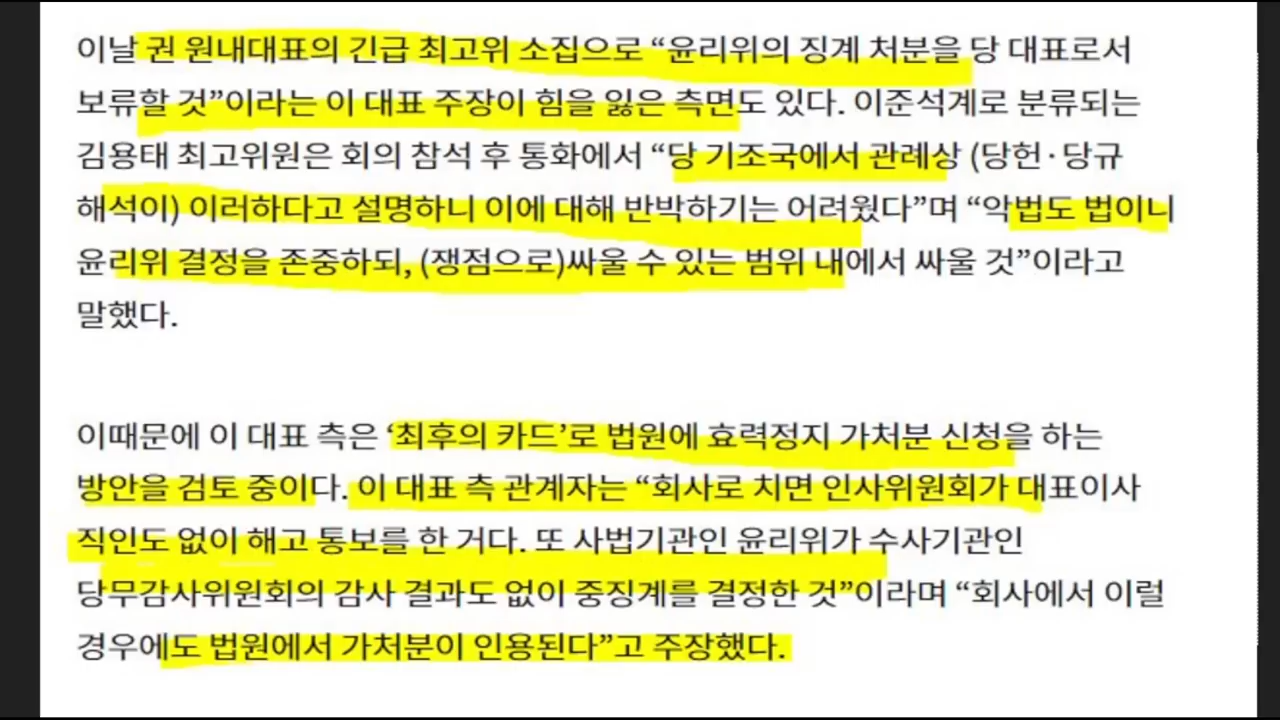 이날 권 원내대표의 긴급 최고위 소집으로 “윤리위의 징계 처분을 당 대표로서
보류할 것”이라는 이 대표 주장이 힘을 잃은 측면도 있다. 이준석계로 분류되는
김용태 최고위원은 회의 참석 후 통화에서 “당 기조국에서 관례상 (당헌·당규
해석이) 이러하다고 설명하니 이에 대해 반박하기는 어려웠다”며 “악법도 법이니
윤리위 결정을 존중하되, (쟁점으로)싸울 수 있는 범위 내에서 싸울 것”이라고
말했다.
이때문에 이 대표 측은 ‘최후의 카드’로 법원에 효력정지 가처분 신청을 하는
방안을 검토 중이다. 이 대표 측 관계자는 “회사로 치면 인사위원회가 대표이사
직인도 없이 해고 통보를 한 거다. 또 사법기관인 윤리위가 수사기관인
당무감사위원회의 감사 결과도 없이 중징계를 결정한 것”이라며 “회사에서 이럴
경우에도 법원에서 가처분이 인용된다”고 주장했다.